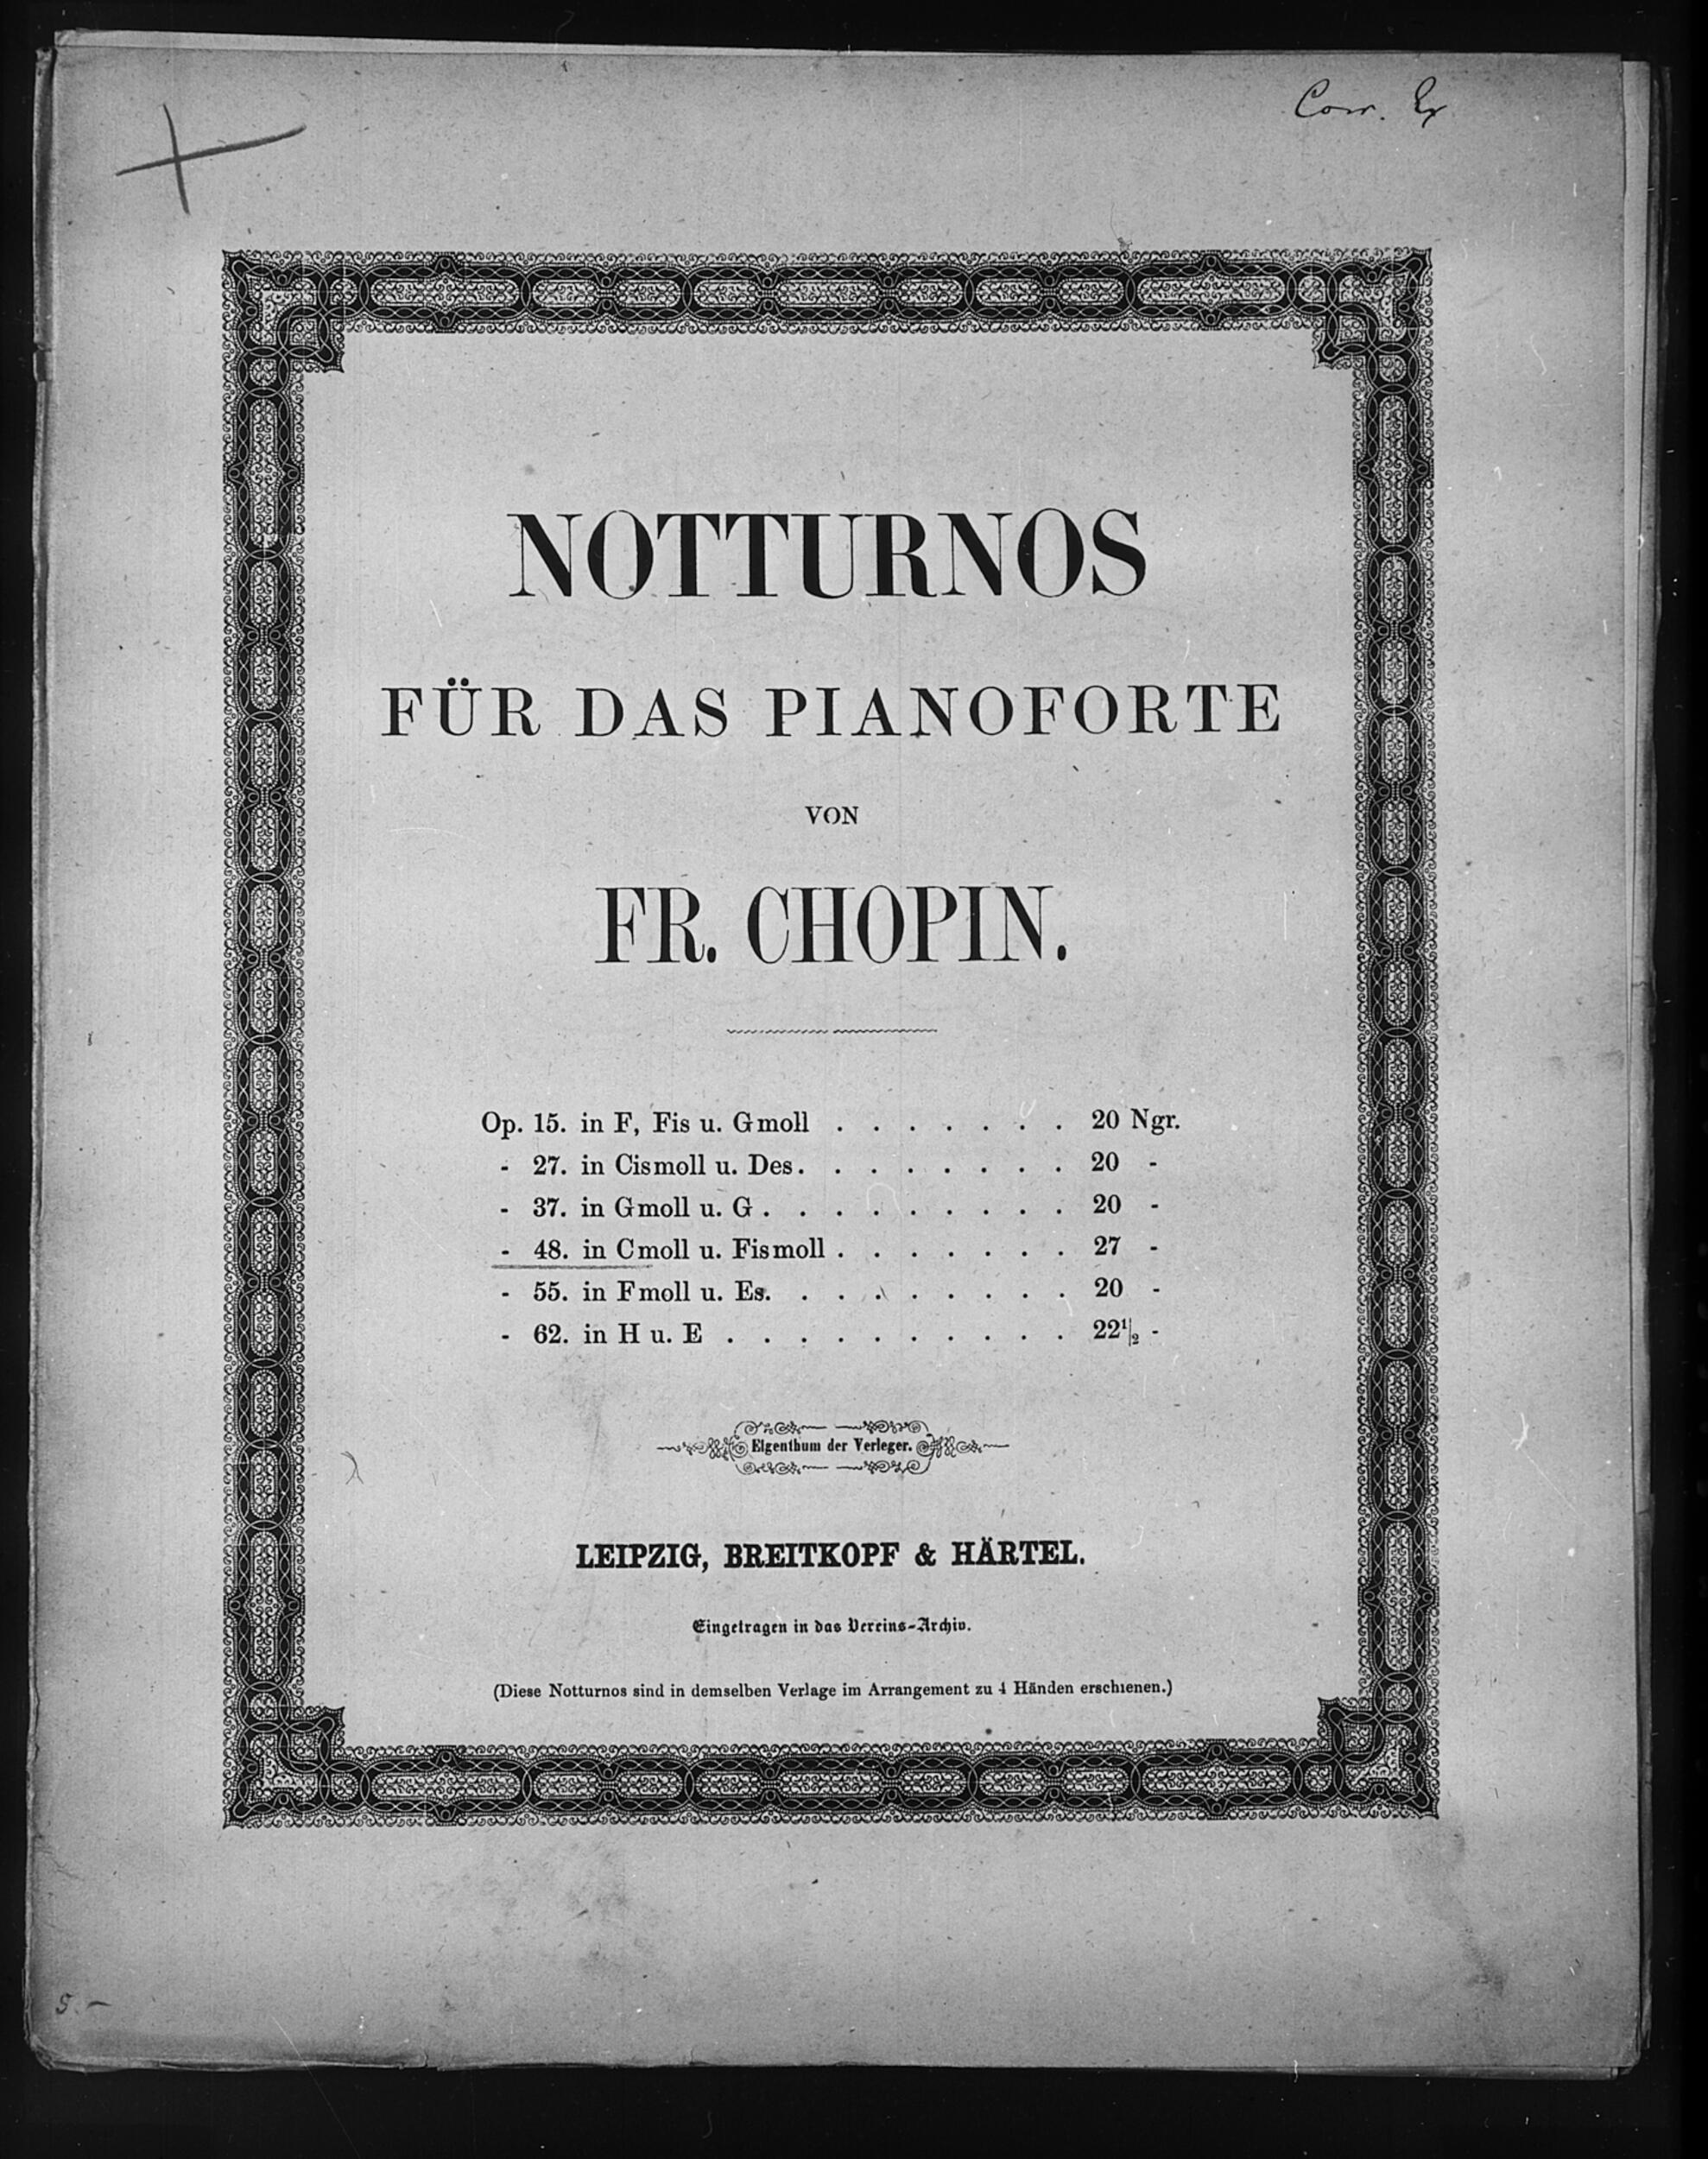 Corr. Ex
NOTTURNOS
FÜR DAS PIANOFORTE
VON
FR. CHOPIN.
Op. 15. in F, Fis u. Gmoll . . . . . . . 20 Ngr.
- 27. in Cismoll u. Des. . . . . . . . 20 -
- 37. in Gmoll u. G . . . . . . . . . 20 -
- 48. in Cmoll u. Fismoll . . . . . . . 27 -
- 55. in Fmoll u. Es. . . . . . . . . 20 -
- 62. in H u. E . . . . . . . . . . 22 1/2 -
Eigenthum der Verleger.
LEIPZIG, BREITKOPF & HÄRTEL.
Eingetragen in das Vereins-Archiv.
(Diese Notturnos sind in demselben Verlage im Arrangement zu 4 Händen erschienen.)
5.-